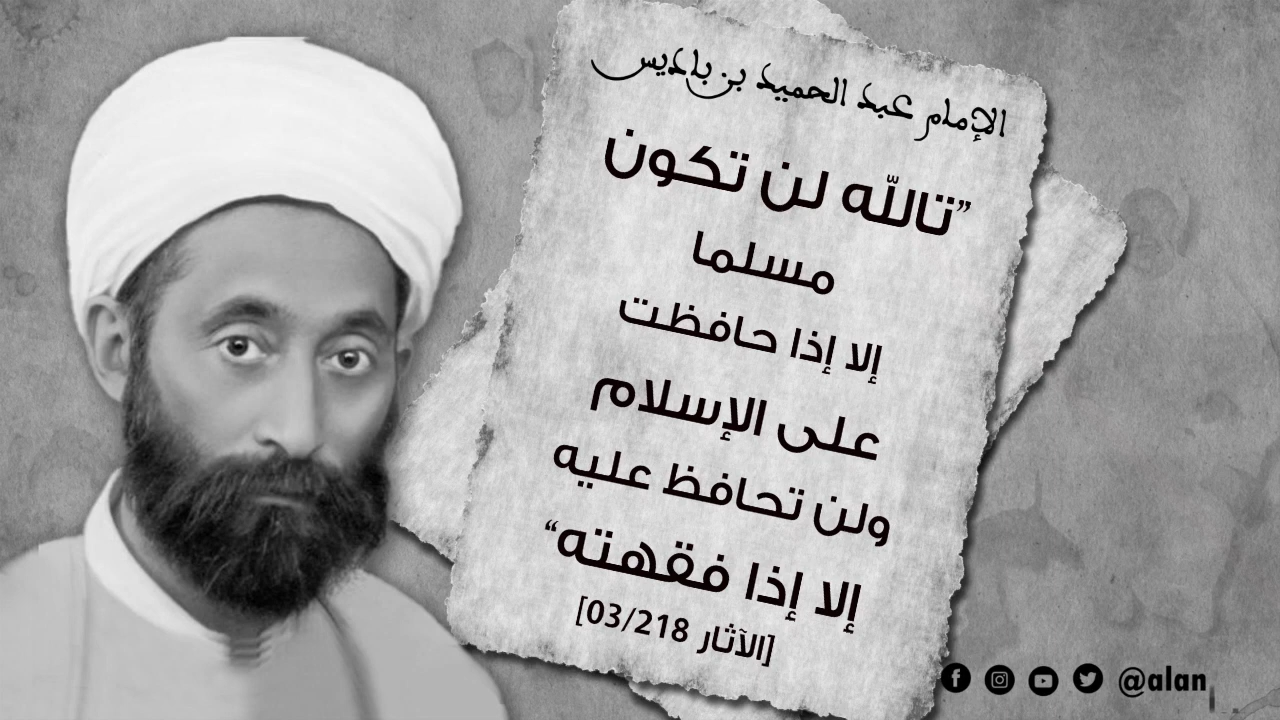 الإمام عبد الحميد بن باديس
”تاللّه لن تكون
مسلما
إلا إذا حافظت
على الإسلام
ولن تحافظ عليه
إلا إذا فقهته“
[الآثار 03/218]
@alan